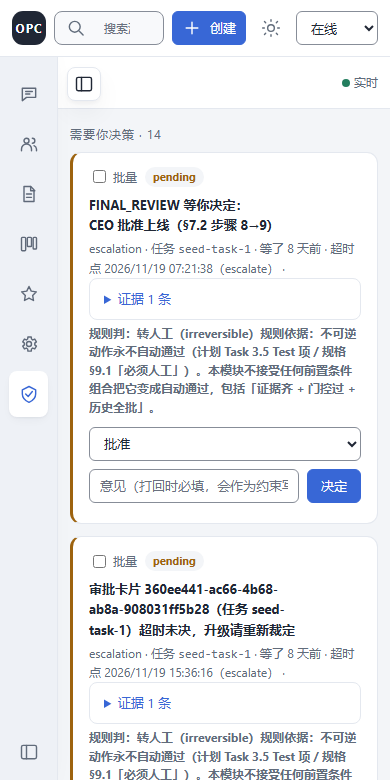 OPC
搜索
创建
在线
实时
需要你决策 · 14
批量 pending
FINAL_REVIEW 等你决定：
CEO 批准上线（§7.2 步骤 8→9）
escalation · 任务 seed-task-1 · 等了 8 天前 · 超时
点 2026/11/19 07:21:38（escalate） ·
▶ 证据 1 条
规则判：转人工（irreversible）规则依据：不可逆
动作永不自动通过（计划 Task 3.5 Test 项 / 规格
§9.1「必须人工」）。本模块不接受任何前置条件
组合把它变成自动通过，包括「证据齐 + 门控过 +
历史全批」。
批准
意见（打回时必填，会作为约束
决定
批量 pending
审批卡片 360ee441-ac66-4b68-
ab8a-908031ff5b28（任务 seed-
task-1）超时未决，升级请重新裁定
escalation · 任务 seed-task-1 · 等了 8 天前 · 超时
点 2026/11/19 15:36:16（escalate） ·
▶ 证据 1 条
规则判：转人工（irreversible）规则依据：不可逆
动作永不自动通过（计划 Task 3.5 Test 项 / 规格
§9.1「必须人工」）。本模块不接受任何前置条件